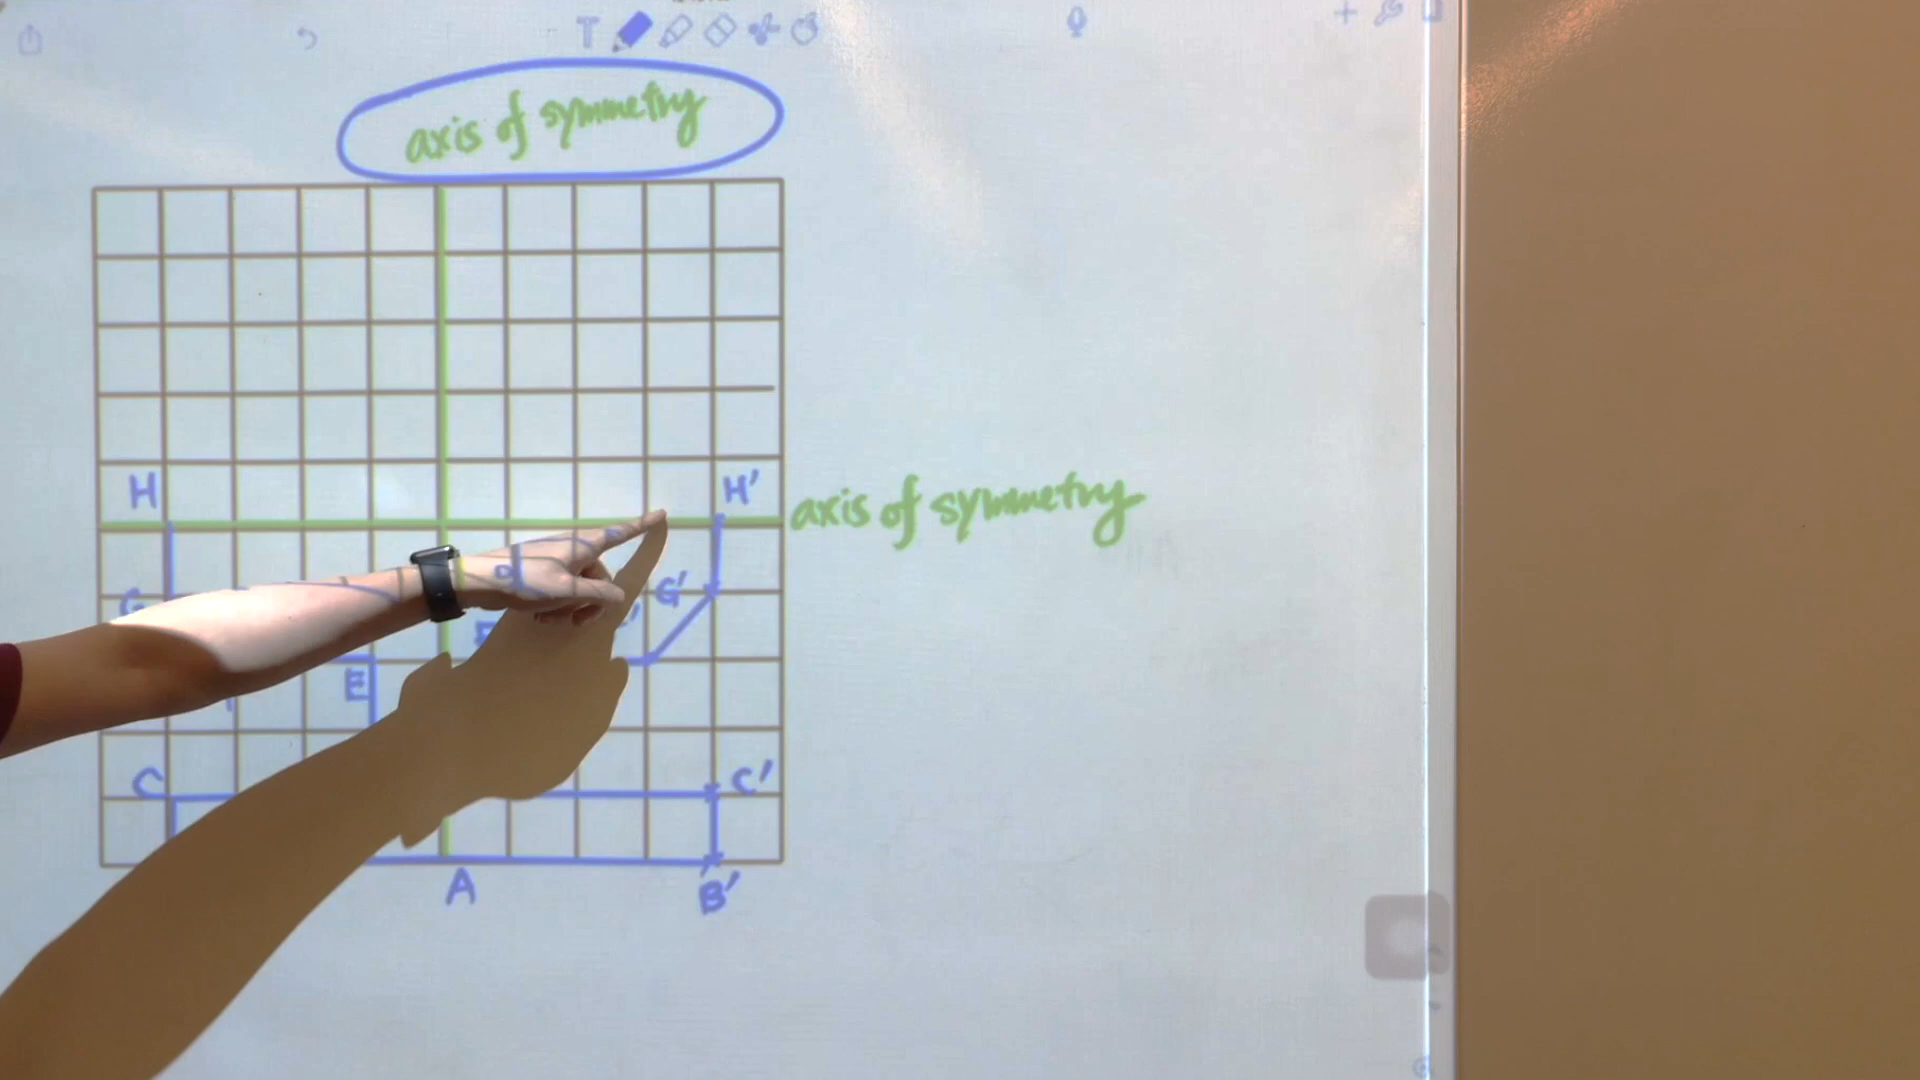 T
axis of symmetry
H
H'
axis of symmetry
G'
E
C
C'
A
B'